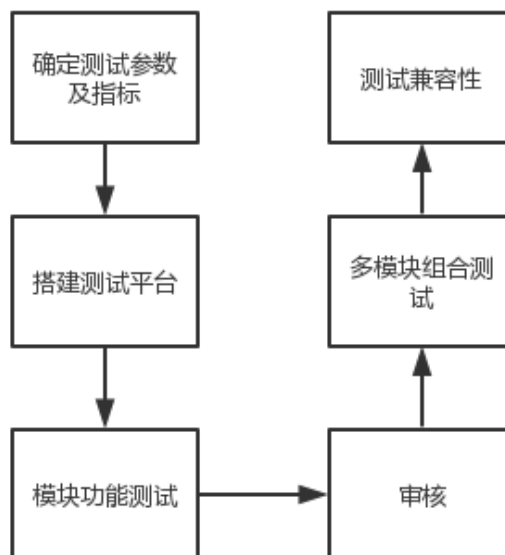 确定测试参数
及指标
搭建测试平台
模块功能测试
审核
多模块组合测
试
测试兼容性